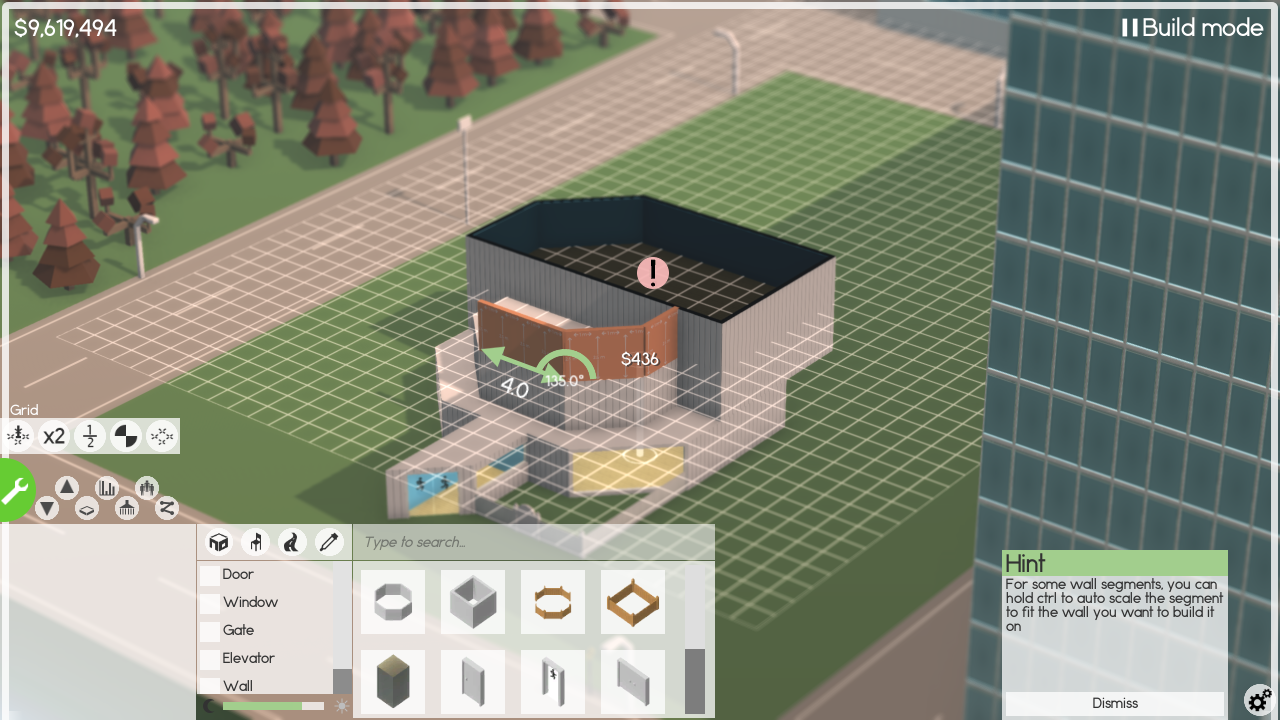 $9,619,494
Build mode
!
$436
4.0
135.0°
Grid
x2
1/2
Type to search...
Door
Window
Gate
Elevator
Wall
Hint
For some wall segments, you can
hold ctrl to auto scale the segment
to fit the wall you want to build it
on
Dismiss